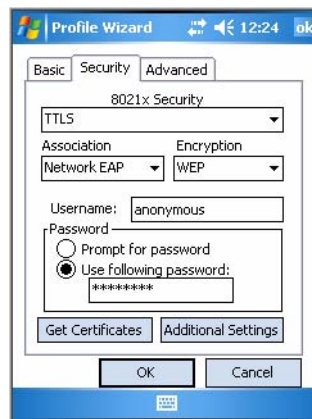 Profile Wizard 12:24 ok
Basic Security Advanced
8021x Security
TTLS
Association Encryption
Network EAP WEP
Username: anonymous
Password
Prompt for password
Use following password:
********
Get Certificates Additional Settings
OK Cancel